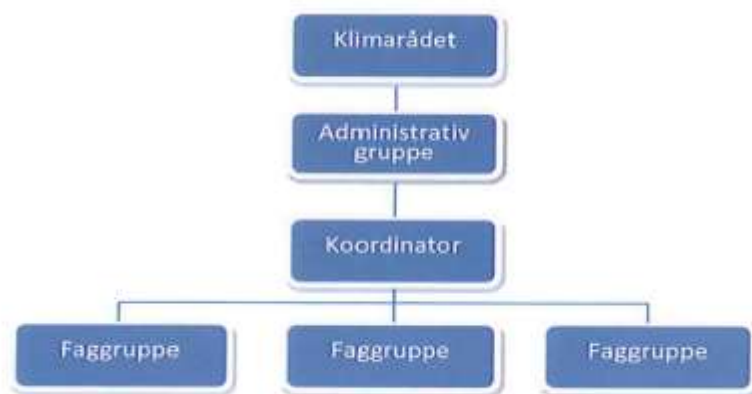 Klimarådet
Administrativ
gruppe
Koordinator
Faggruppe
Faggruppe
Faggruppe